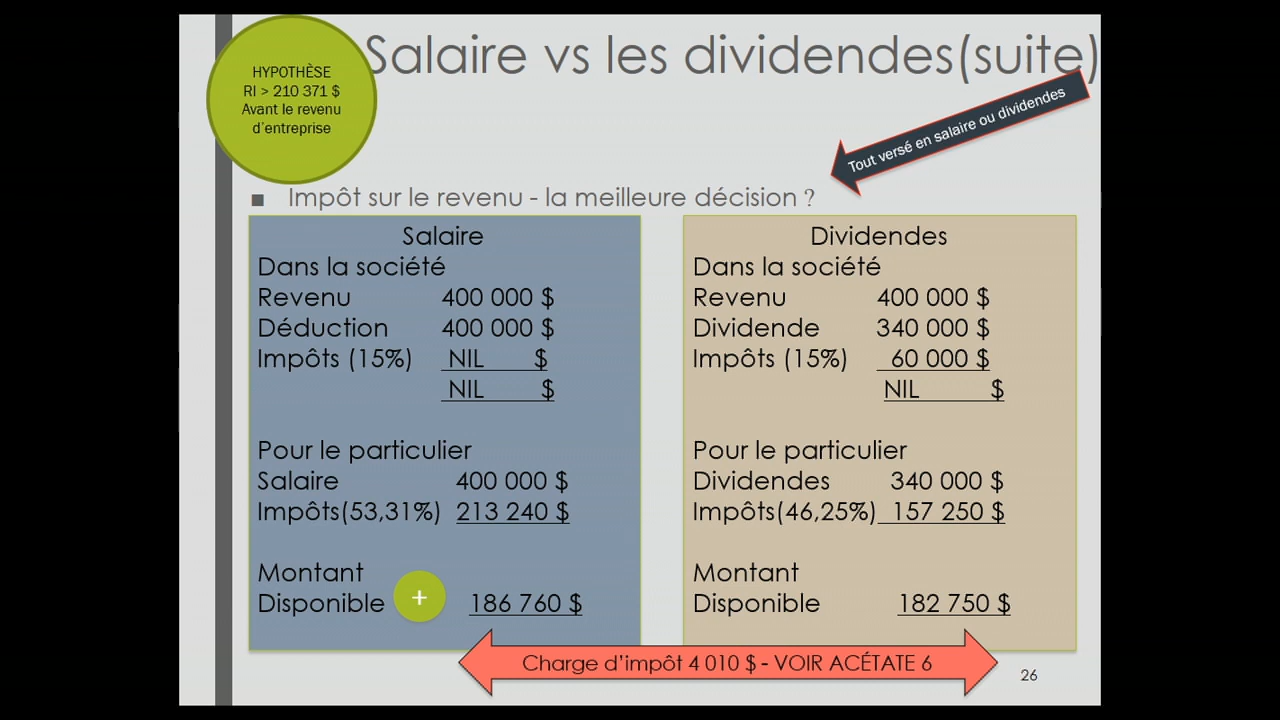 Salaire vs les dividendes(suite)
HYPOTHÈSE
RI > 210 371 $
Avant le revenu
d'entreprise
Tout versé en salaire ou dividendes
■ Impôt sur le revenu - la meilleure décision ?
Salaire
Dans la société
Revenu 400 000 $
Déduction 400 000 $
Impôts (15%) NIL $
NIL $
Pour le particulier
Salaire 400 000 $
Impôts(53,31%) 213 240 $
Montant
Disponible + 186 760 $
Dividendes
Dans la société
Revenu 400 000 $
Dividende 340 000 $
Impôts (15%) 60 000 $
NIL $
Pour le particulier
Dividendes 340 000 $
Impôts(46,25%) 157 250 $
Montant
Disponible 182 750 $
Charge d'impôt 4 010 $ - VOIR ACÉTATE 6
26